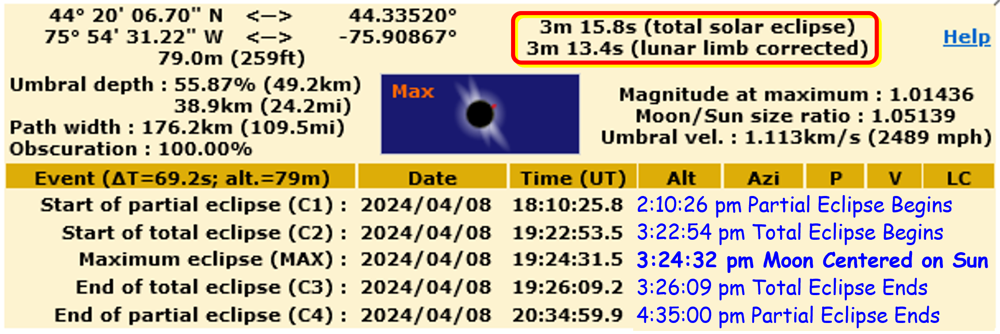 44° 20' 06.70" N <—> 44.33520°
75° 54' 31.22" W <—> -75.90867°
79.0m (259ft)
3m 15.8s (total solar eclipse)
3m 13.4s (lunar limb corrected)
Help
Umbral depth : 55.87% (49.2km)
38.9km (24.2mi)
Path width : 176.2km (109.5mi)
Obscuration : 100.00%
Max
Magnitude at maximum : 1.01436
Moon/Sun size ratio : 1.05139
Umbral vel. : 1.113km/s (2489 mph)
Event (ΔT=69.2s; alt.=79m) Date Time (UT) Alt Azi P V LC
Start of partial eclipse (C1) : 2024/04/08 18:10:25.8 2:10:26 pm Partial Eclipse Begins
Start of total eclipse (C2) : 2024/04/08 19:22:53.5 3:22:54 pm Total Eclipse Begins
Maximum eclipse (MAX) : 2024/04/08 19:24:31.5 3:24:32 pm Moon Centered on Sun
End of total eclipse (C3) : 2024/04/08 19:26:09.2 3:26:09 pm Total Eclipse Ends
End of partial eclipse (C4) : 2024/04/08 20:34:59.9 4:35:00 pm Partial Eclipse Ends